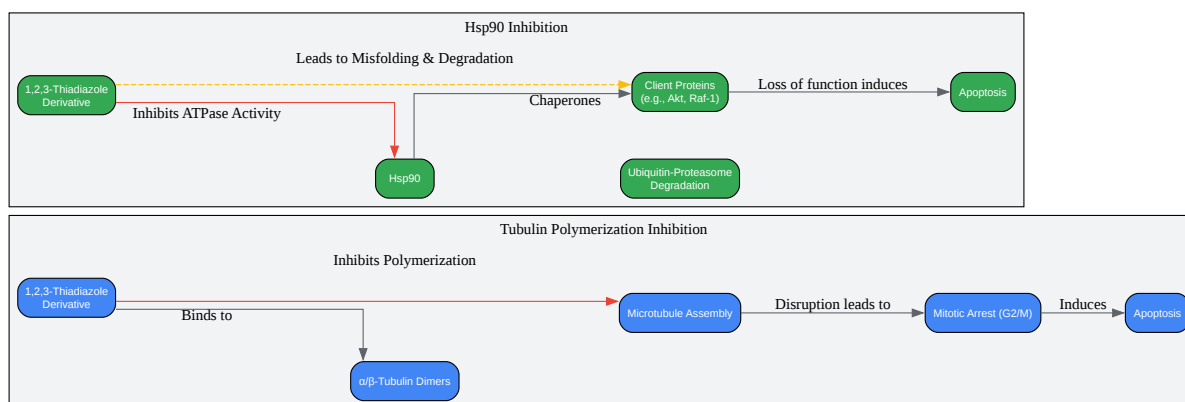 Hsp90 Inhibition
Leads to Misfolding & Degradation
1,2,3-Thiadiazole
Derivative
Inhibits ATPase Activity
Chaperones
Client Proteins
(e.g., Akt, Raf-1)
Loss of function induces
Apoptosis
Hsp90
Ubiquitin-Proteasome
Degradation
Tubulin Polymerization Inhibition
Inhibits Polymerization
1,2,3-Thiadiazole
Derivative
Binds to
Microtubule Assembly
Disruption leads to
Mitotic Arrest (G2/M)
Induces
Apoptosis
α/β-Tubulin Dimers